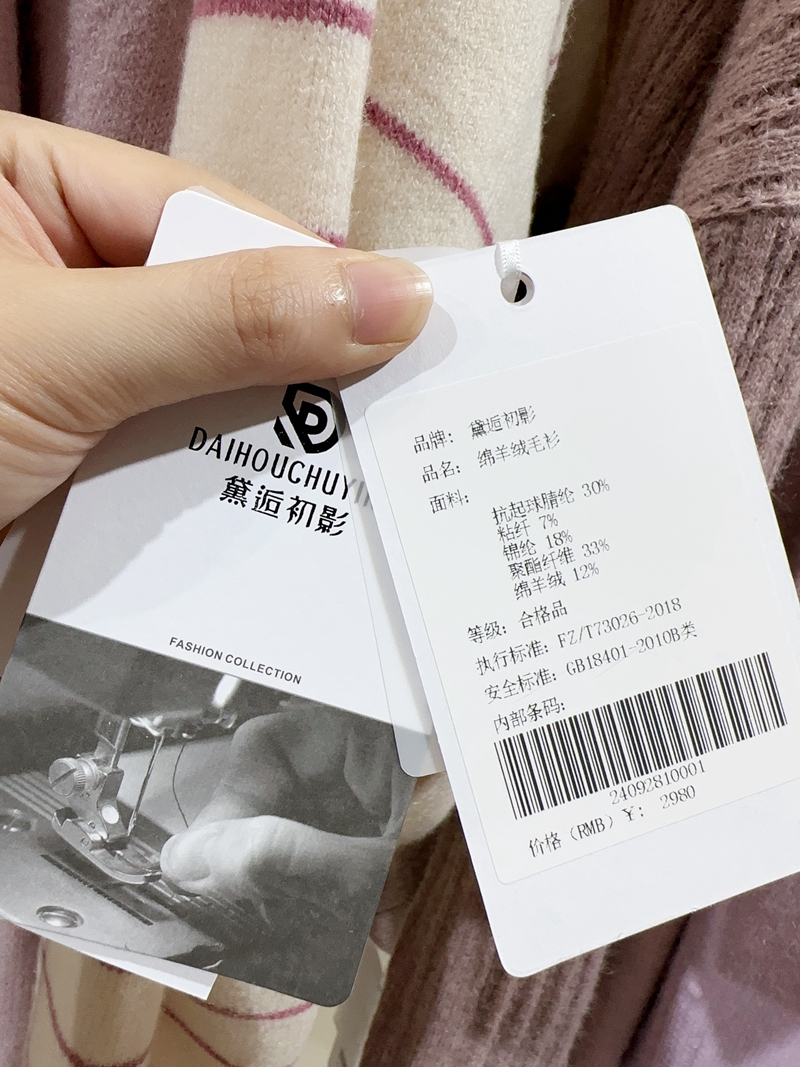 DAIHOUCHUYI
黛逅初影
FASHION COLLECTION
品牌: 黛逅初影
品名: 绵羊绒毛衫
面料:
抗起球腈纶 30%
粘纤 7%
锦纶 18%
聚酯纤维 33%
绵羊绒 12%
等级: 合格品
执行标准: FZ/T73026-2018
安全标准: GB18401-2010B类
内部条码:
24092810001
价格(RMB)¥: 2980